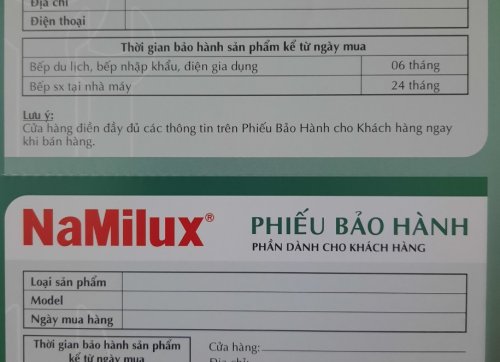 Địa chỉ
Điện thoại
Thời gian bảo hành sản phẩm kể từ ngày mua
Bếp du lịch, bếp nhập khẩu, điện gia dụng 06 tháng
Bếp sx tại nhà máy 24 tháng
Lưu ý:
Cửa hàng điền đầy đủ các thông tin trên Phiếu Bảo Hành cho Khách hàng ngay
khi bán hàng.
NaMilux®
PHIẾU BẢO HÀNH
PHẦN DÀNH CHO KHÁCH HÀNG
Loại sản phẩm
Model
Ngày mua hàng
Thời gian bảo hành sản phẩm
kể từ ngày mua
Cửa hàng:
Địa chỉ: